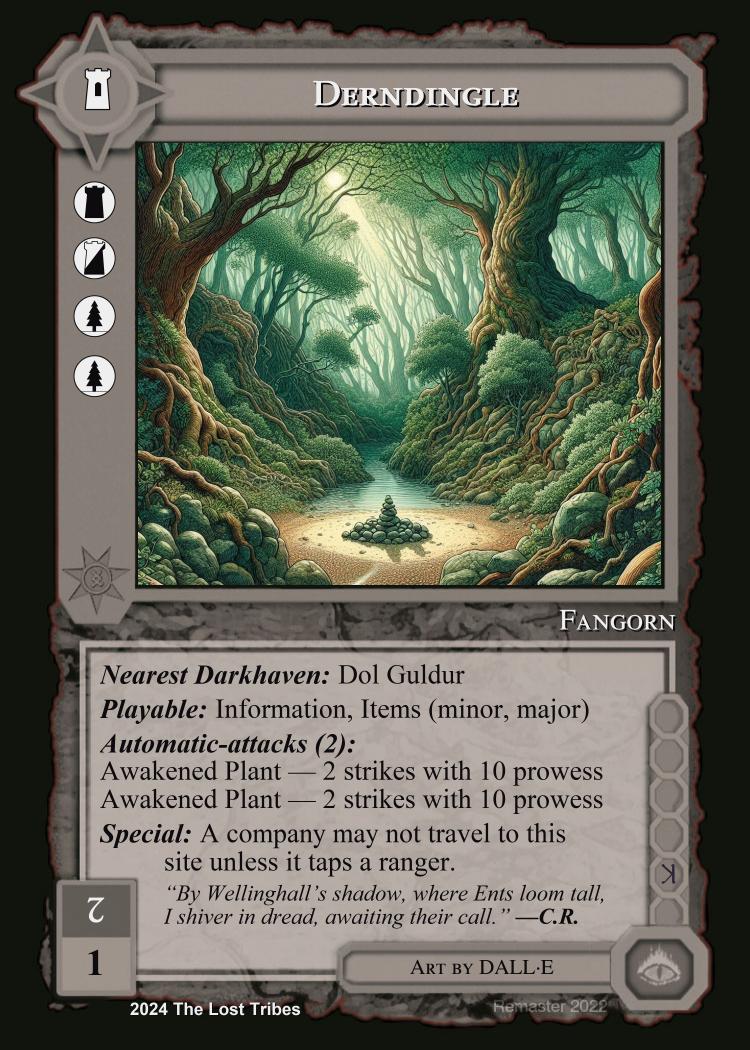 DERNDINGLE
FANGORN
Nearest Darkhaven: Dol Guldur
Playable: Information, Items (minor, major)
Automatic-attacks (2):
Awakened Plant — 2 strikes with 10 prowess
Awakened Plant — 2 strikes with 10 prowess
Special: A company may not travel to this
site unless it taps a ranger.
“By Wellinghall’s shadow, where Ents loom tall,
I shiver in dread, awaiting their call.” —C.R.
K
2
1
ART BY DALL·E
2024 The Lost Tribes
Remaster 2022